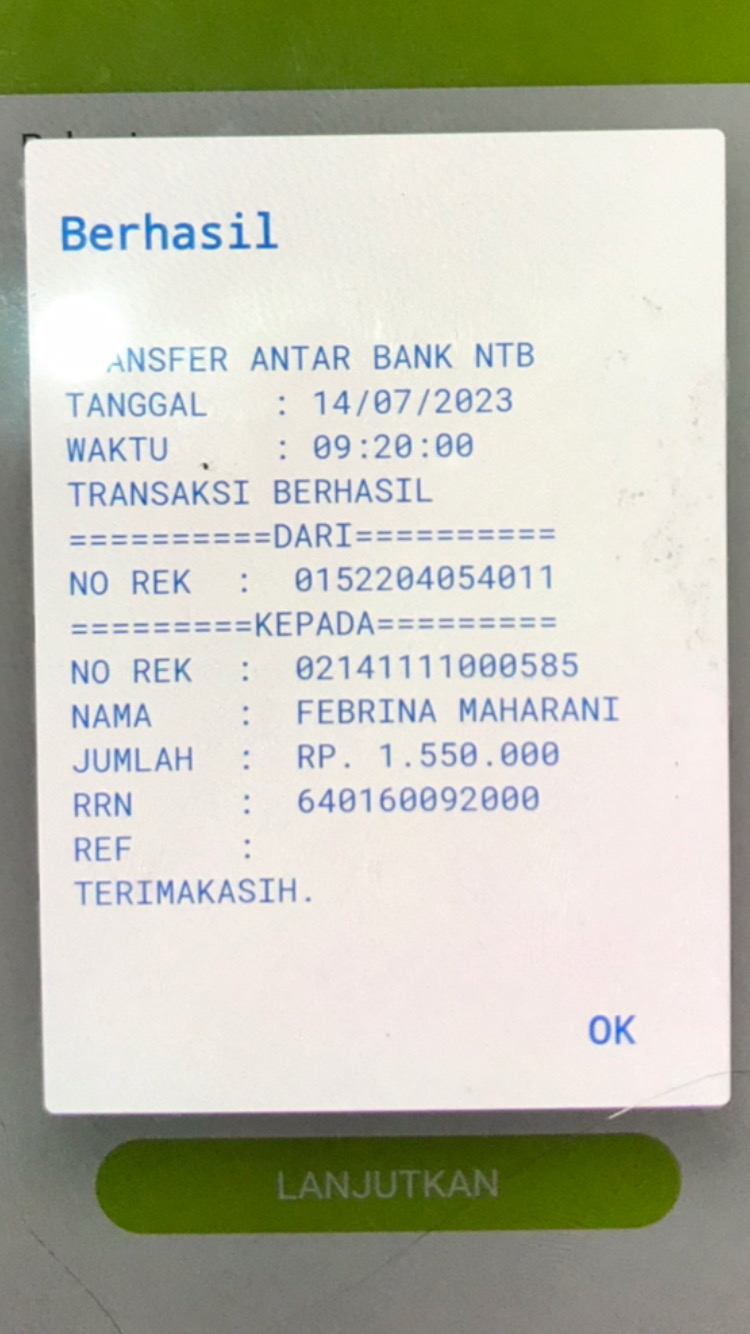 Berhasil
ANSFER ANTAR BANK NTB
TANGGAL : 14/07/2023
WAKTU : 09:20:00
TRANSAKSI BERHASIL
==========DARI==========
NO REK : 0152204054011
=========KEPADA=========
NO REK : 02141111000585
NAMA : FEBRINA MAHARANI
JUMLAH : RP. 1.550.000
RRN : 640160092000
REF :
TERIMAKASIH.
OK
LANJUTKAN